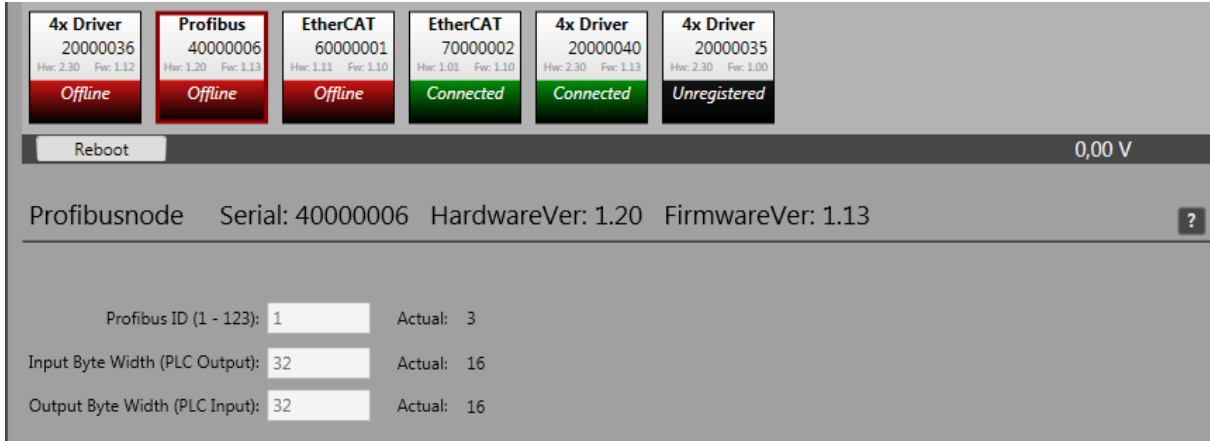 4x Driver Profibus EtherCAT EtherCAT 4x Driver 4x Driver
20000036 40000006 60000001 70000002 20000040 20000035
Hw: 2.30 Fw: 1.12 Hw: 1.20 Fw: 1.13 Hw: 1.11 Fw: 1.10 Hw: 1.01 Fw: 1.10 Hw: 2.30 Fw: 1.13 Hw: 2.30 Fw: 1.00
Offline Offline Offline Connected Connected Unregistered
Reboot 0,00 V
Profibusnode Serial: 40000006 HardwareVer: 1.20 FirmwareVer: 1.13 ?
Profibus ID (1 - 123): 1 Actual: 3
Input Byte Width (PLC Output): 32 Actual: 16
Output Byte Width (PLC Input): 32 Actual: 16